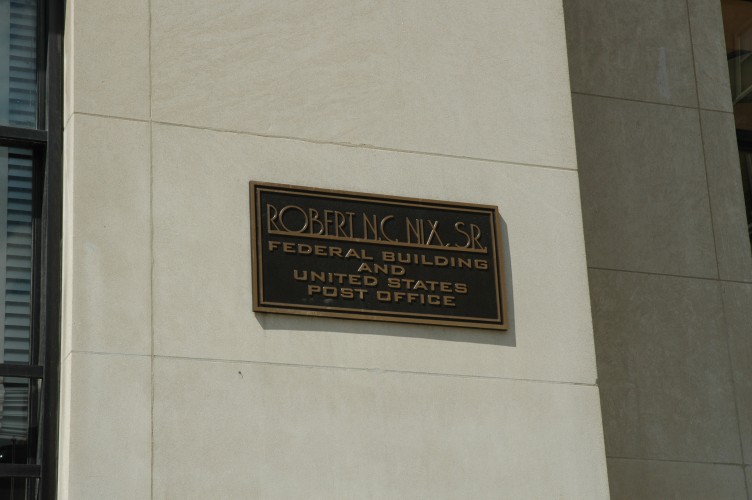 ROBERT N.C. NIX, SR.
FEDERAL BUILDING
AND
UNITED STATES
POST OFFICE